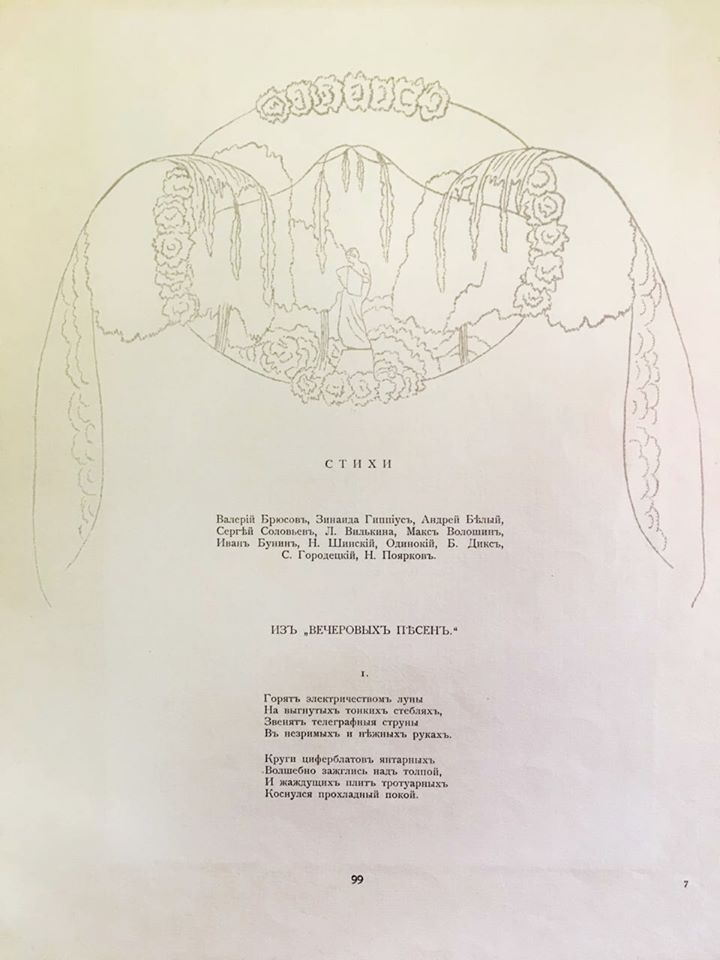 СТИХИ
Валерій Брюсовъ, Зинаида Гиппіусъ, Андрей Бѣлый,
Сергѣй Соловьевъ, Л. Вилькина, Максъ Волошинъ,
Иванъ Бунинъ, Н. Шинскій, Одинокій, Б. Диксъ,
С. Городецкій, Н. Поярковъ.
ИЗЪ „ВЕЧЕРОВЫХЪ ПѢСЕНЪ.“
1.
Горятъ электричествомъ луны
На выгнутыхъ тонкихъ стебляхъ,
Звенятъ телеграфныя струны
Въ незримыхъ и нѣжныхъ рукахъ.
Круги циферблатовъ янтарныхъ
Волшебно зажглись надъ толпой,
И жаждущихъ плитъ тротуарныхъ
Коснулся прохладный покой.
99
7